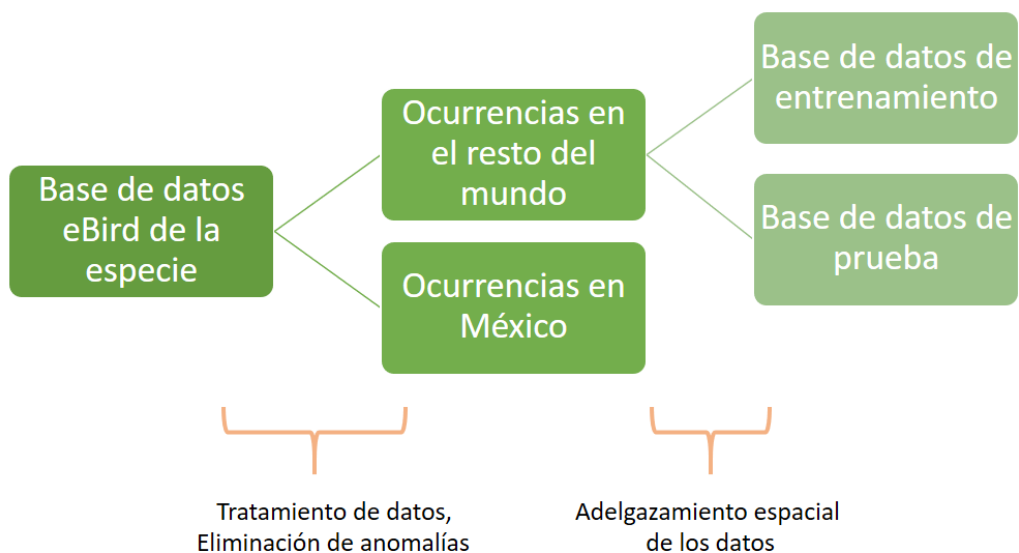 Base de datos
eBird de la
especie
Ocurrencias en
el resto del
mundo
Ocurrencias en
México
Base de datos de
entrenamiento
Base de datos de
prueba
Tratamiento de datos,
Eliminación de anomalías
Adelgazamiento espacial
de los datos